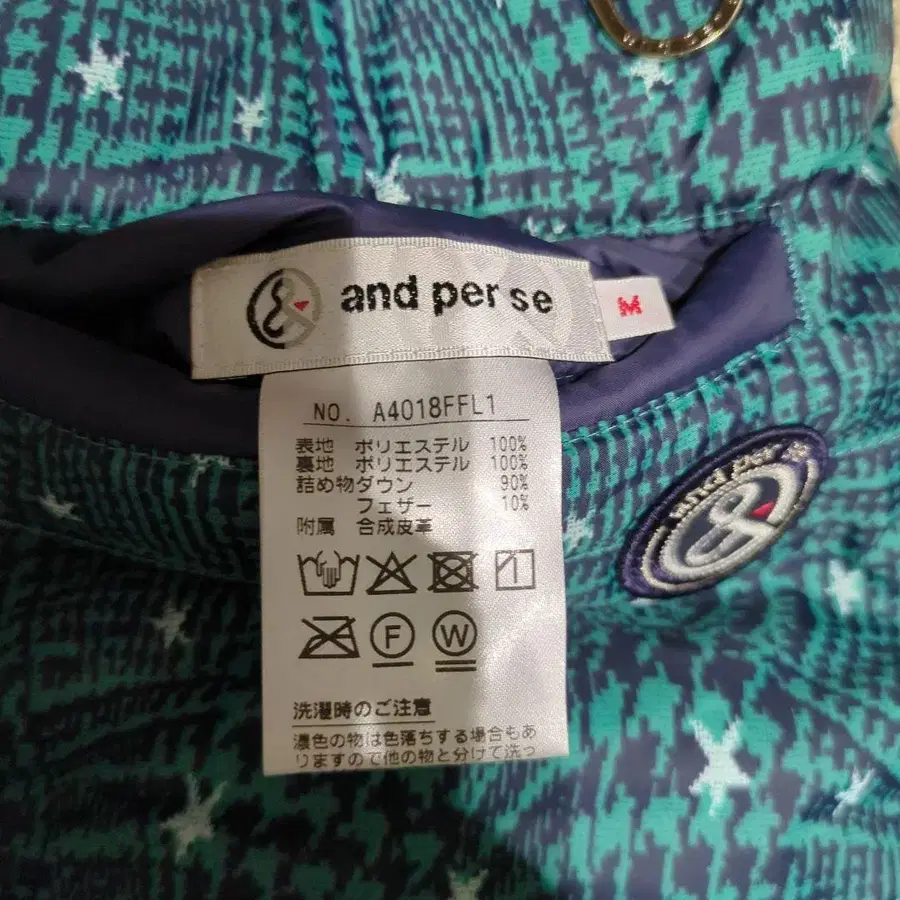 and per se
M
NO. A4018FFL1
表地 ポリエステル 100%
裏地 ポリエステル 100%
詰め物ダウン 90%
フェザー 10%
附属 合成皮革
1
F
W
洗濯時のご注意
濃色の物は色落ちする場合もあ
りますので他の物と分けて洗っ
and per se